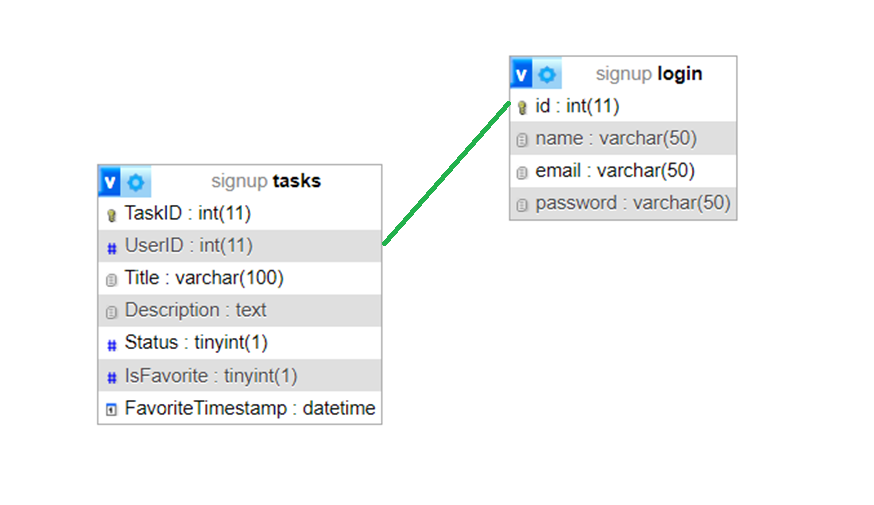 v signup login
id : int(11)
name : varchar(50)
email : varchar(50)
password : varchar(50)
v signup tasks
TaskID : int(11)
# UserID : int(11)
Title : varchar(100)
Description : text
# Status : tinyint(1)
# IsFavorite : tinyint(1)
FavoriteTimestamp : datetime